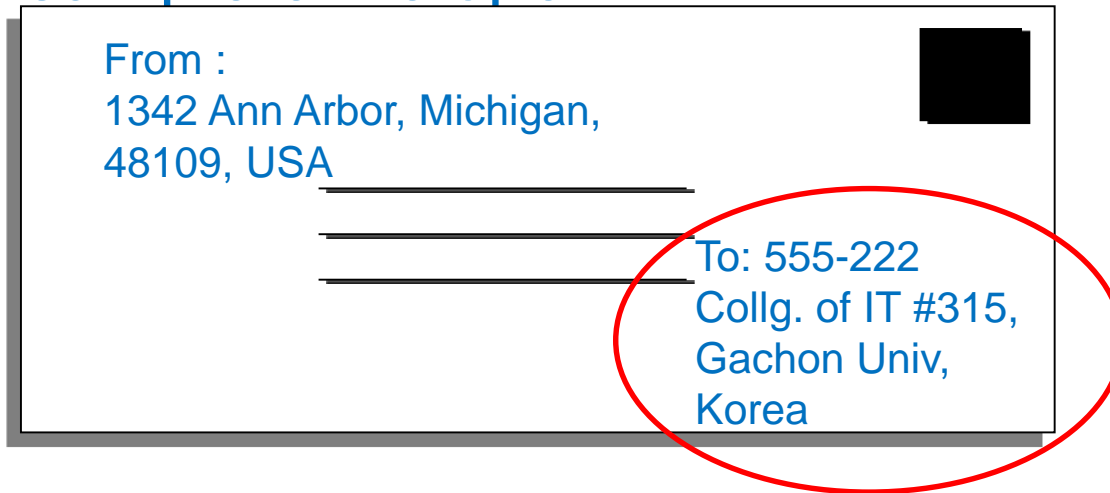 From :
1342 Ann Arbor, Michigan,
48109, USA
To: 555-222
Collg. of IT #315,
Gachon Univ,
Korea